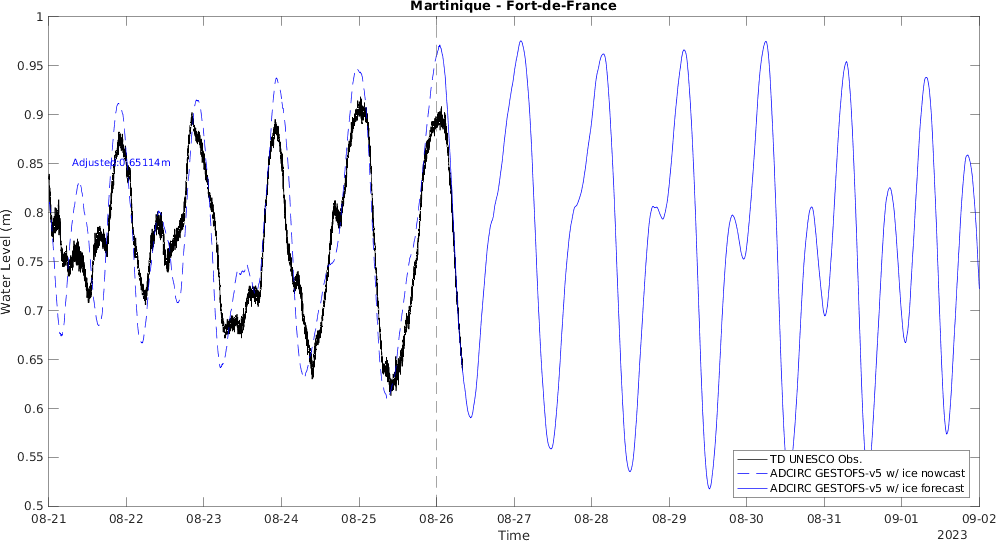 Martinique - Fort-de-France
Water Level (m)
1
0.95
0.9
0.85
0.8
0.75
0.7
0.65
0.6
0.55
0.5
Adjusted:0.65114m
TD UNESCO Obs.
ADCIRC GESTOFS-v5 w/ ice nowcast
ADCIRC GESTOFS-v5 w/ ice forecast
08-21 08-22 08-23 08-24 08-25 08-26 08-27 08-28 08-29 08-30 08-31 09-01 09-02
Time
2023